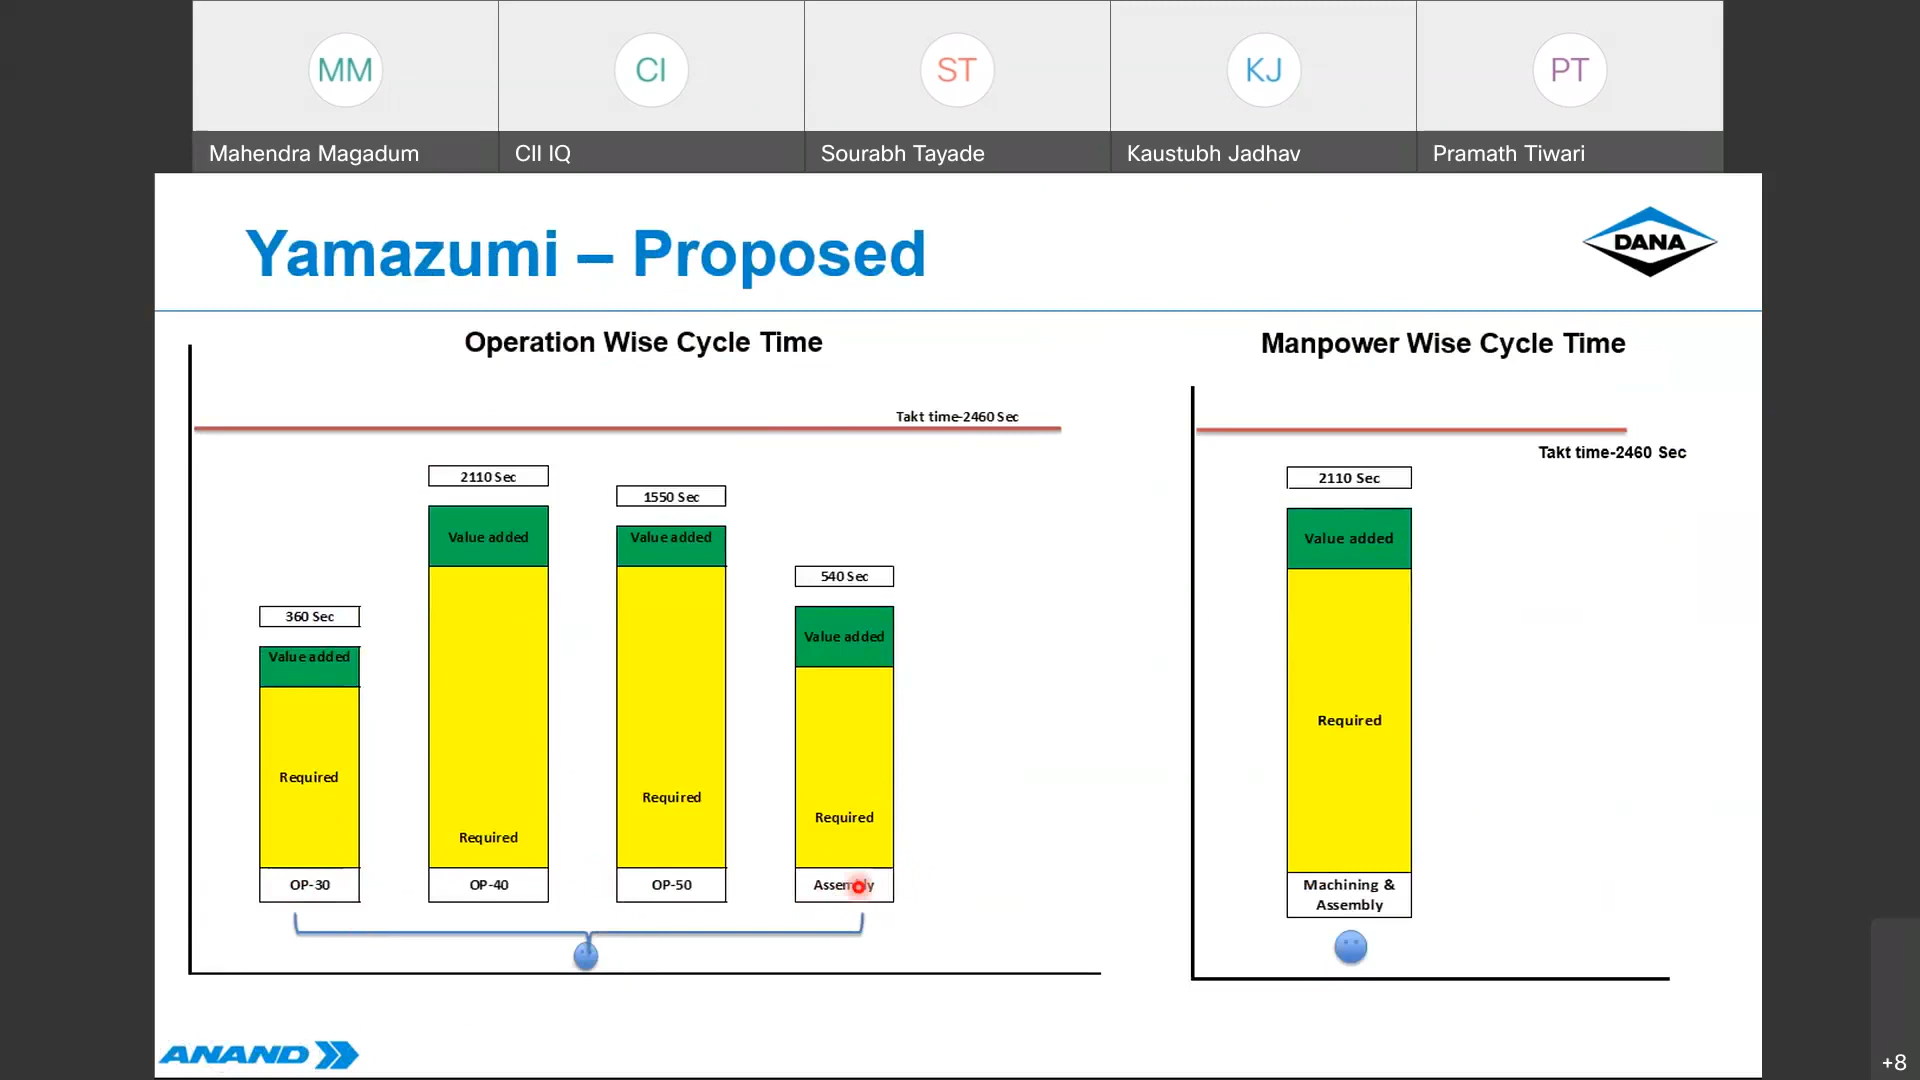 MM
CI
ST
KJ
PT
Mahendra Magadum
CII IQ
Sourabh Tayade
Kaustubh Jadhav
Pramath Tiwari
Yamazumi – Proposed
DANA
Operation Wise Cycle Time
Manpower Wise Cycle Time
Takt time-2460 Sec
Takt time-2460 Sec
2110 Sec
1550 Sec
2110 Sec
Value added
Value added
Value added
540 Sec
360 Sec
Value added
Value added
Required
Required
Required
Required
Required
OP-30
OP-40
OP-50
Assembly
Machining &
Assembly
ANAND
+8